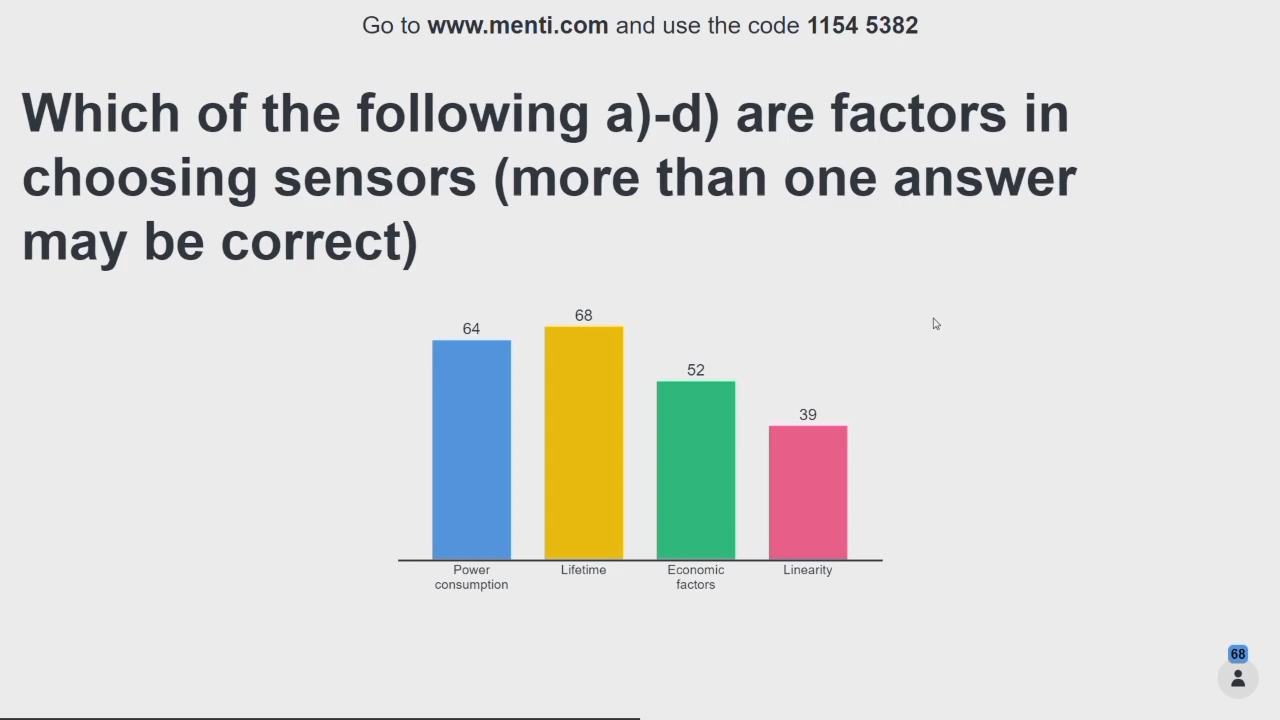 Go to www.menti.com and use the code 1154 5382
Which of the following a)-d) are factors in
choosing sensors (more than one answer
may be correct)
64
68
52
39
Power
consumption
Lifetime
Economic
factors
Linearity
68